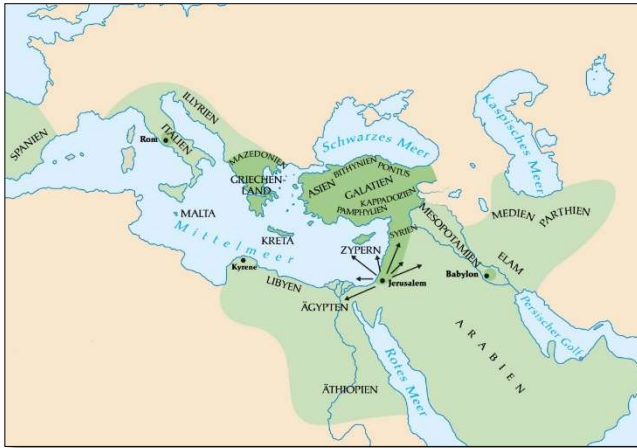 SPANIEN
ITALIEN
Rom
ILLYRIEN
MAZEDONIEN
GRIECHEN-
LAND
MALTA
KRETA
Mittelmeer
Kyrene
LIBYEN
ÄGYPTEN
ÄTHIOPIEN
Schwarzes Meer
BITHYNIEN
PONTUS
ASIEN
GALATIEN
KAPPADOZIEN
PAMPHYLIEN
SYRIEN
ZYPERN
Jerusalem
MESOPOTAMIEN
Kaspisches Meer
MEDIEN
PARTHIEN
ELAM
Babylon
Persischer Golf
ARABIEN
Rotes Meer